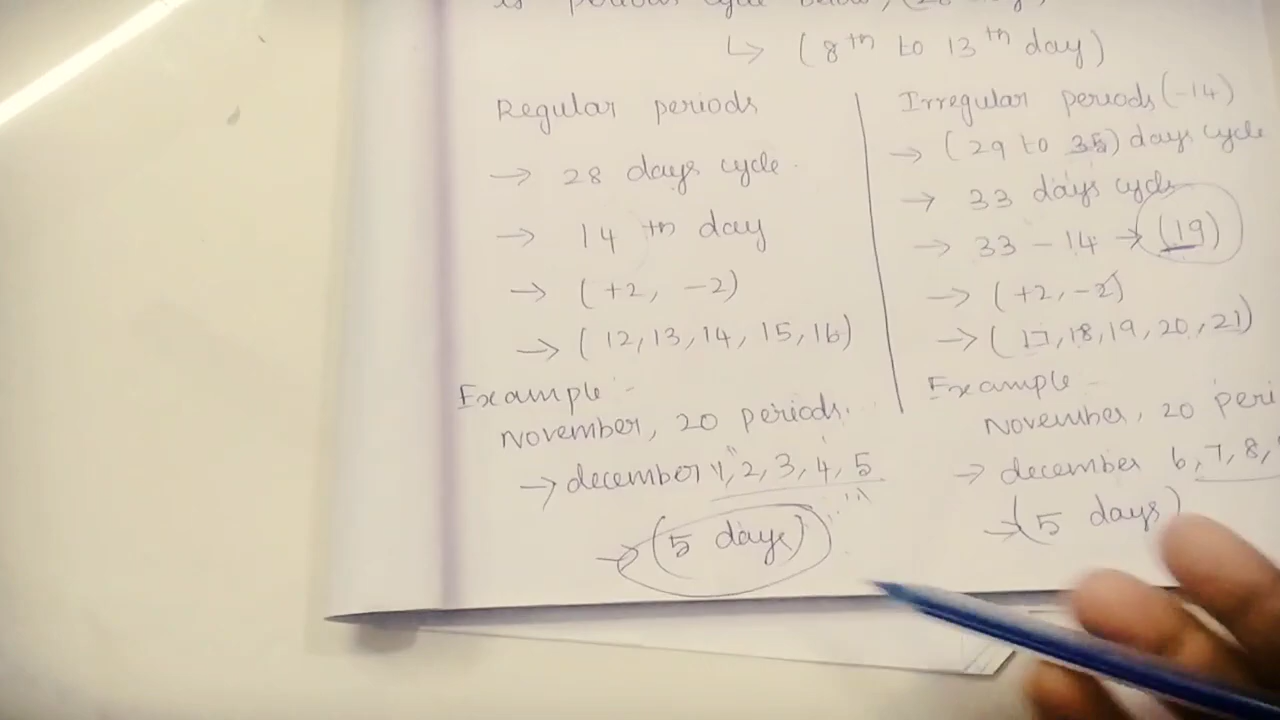 (8th to 13th day)
Regular periods
→ 28 days cycle
→ 14th day
→ (+2, -2)
→ (12, 13, 14, 15, 16)
Example :-
November, 20 periods.
→ december 1, 2, 3, 4, 5
→ (5 days)
Irregular periods (-14)
→ (29 to 35) days cycle
→ 33 days cycle
→ 33 - 14 → (19)
→ (+2, -2)
→ (17, 18, 19, 20, 21)
Example -
November, 20 peri
→ december 6, 7, 8,
→ (5 days)